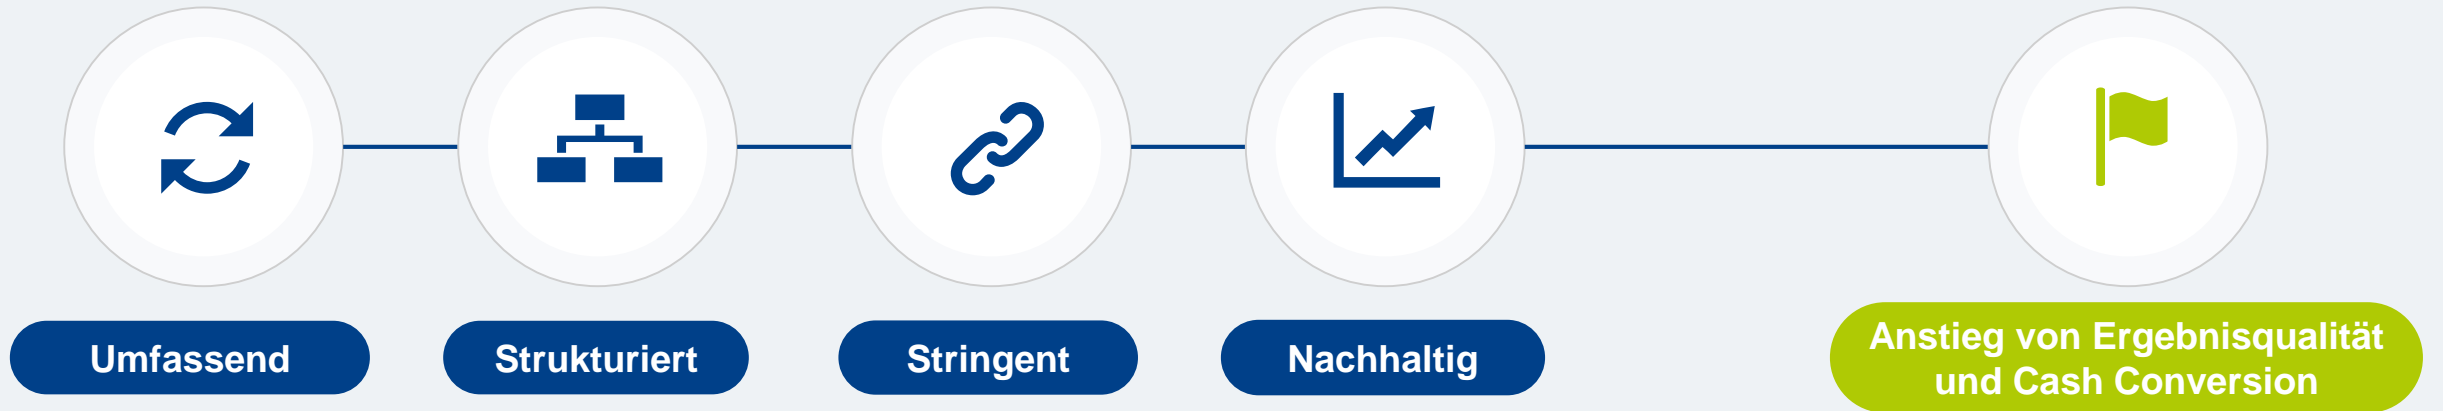 Umfassend
Strukturiert
Stringent
Nachhaltig
Anstieg von Ergebnisqualität
und Cash Conversion